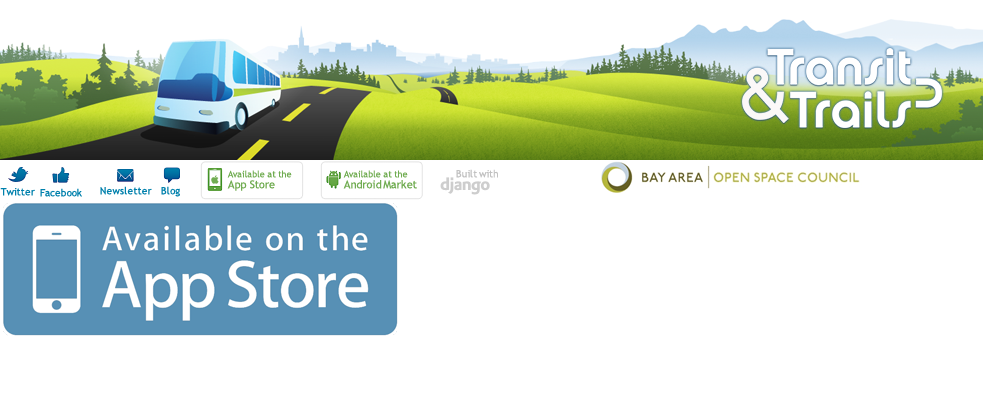 Transit
& Trails
Twitter
Facebook
Newsletter
Blog
Available at the
App Store
Available at the
Android Market
Built with
django
BAY AREA | OPEN SPACE COUNCIL
Available on the
App Store